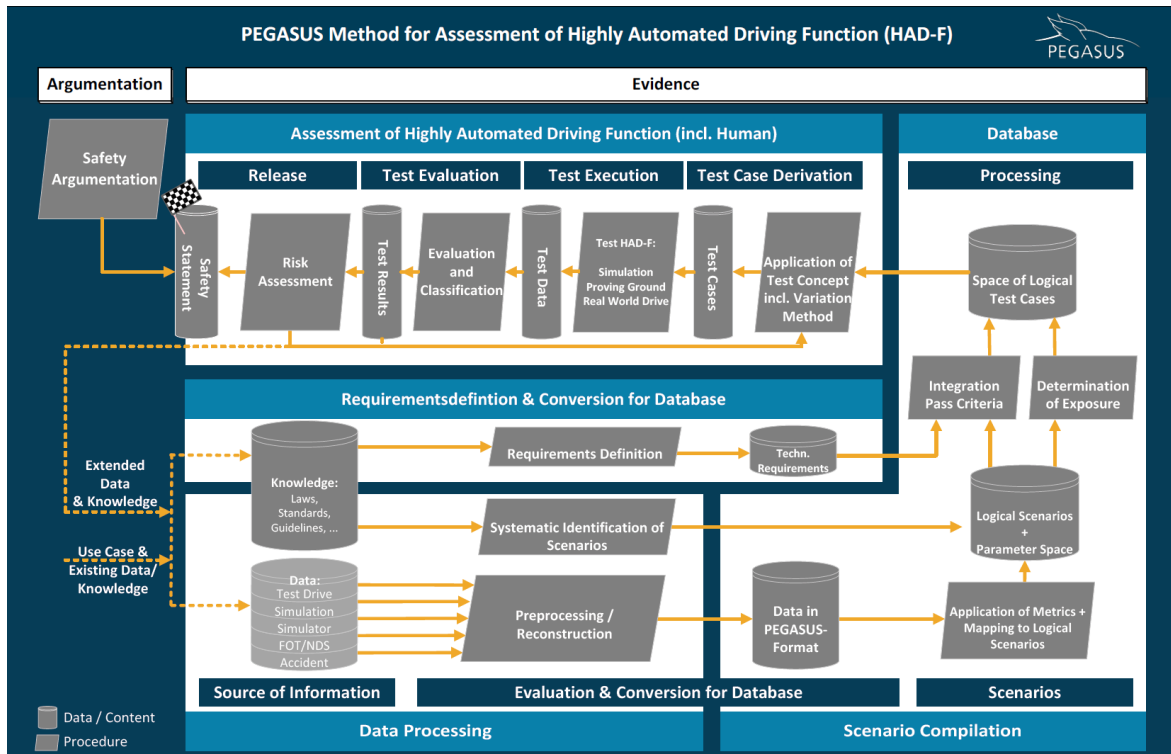 PEGASUS Method for Assessment of Highly Automated Driving Function (HAD-F)
PEGASUS
Argumentation
Evidence
Safety
Argumentation
Assessment of Highly Automated Driving Function (incl. Human)
Database
Release
Test Evaluation
Test Execution
Test Case Derivation
Processing
Safety
Statement
Risk
Assessment
Test Results
Evaluation
and
Classification
Test Data
Test HAD-F:
Simulation
Proving Ground
Real World Drive
Test Cases
Application of
Test Concept
incl. Variation
Method
Space of Logical
Test Cases
Integration
Pass Criteria
Determination
of Exposure
Requirementsdefintion & Conversion for Database
Knowledge:
Laws,
Standards,
Guidelines, ...
Requirements Definition
Techn.
Requirements
Extended
Data
& Knowledge
Systematic Identification of
Scenarios
Logical Scenarios
+
Parameter Space
Use Case &
Existing Data/
Knowledge
Data:
Test Drive
Simulation
Simulator
FOT/NDS
Accident
Preprocessing /
Reconstruction
Data in
PEGASUS-
Format
Application of Metrics +
Mapping to Logical
Scenarios
Source of Information
Evaluation & Conversion for Database
Scenarios
Data Processing
Scenario Compilation
Data / Content
Procedure